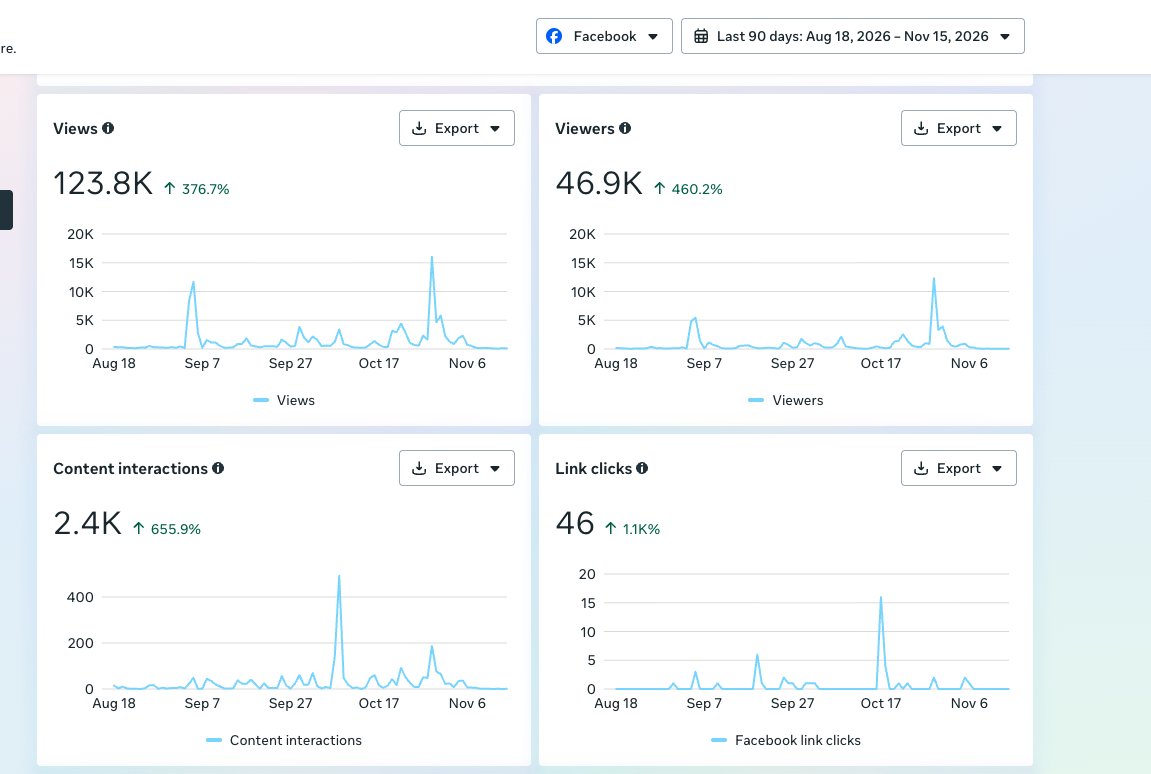 re.
Facebook
Last 90 days: Aug 18, 2026 – Nov 15, 2026
Views
Export
123.8K ↑ 376.7%
20K
15K
10K
5K
0
Aug 18 Sep 7 Sep 27 Oct 17 Nov 6
Views
Viewers
Export
46.9K ↑ 460.2%
20K
15K
10K
5K
0
Aug 18 Sep 7 Sep 27 Oct 17 Nov 6
Viewers
Content interactions
Export
2.4K ↑ 655.9%
400
200
0
Aug 18 Sep 7 Sep 27 Oct 17 Nov 6
Content interactions
Link clicks
Export
46 ↑ 1.1K%
20
15
10
5
0
Aug 18 Sep 7 Sep 27 Oct 17 Nov 6
Facebook link clicks